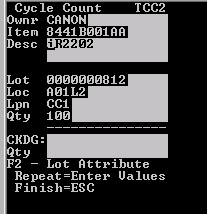 Cycle Count TCC2
Ownr CANON
Item 8441B001AA
Desc iR2202
Lot 0000000812
Loc A01L2
Lpn CC1
Qty 100
---------------
CKDG:
Qty
F2 - Lot Attribute
Repeat=Enter Values
Finish=ESC